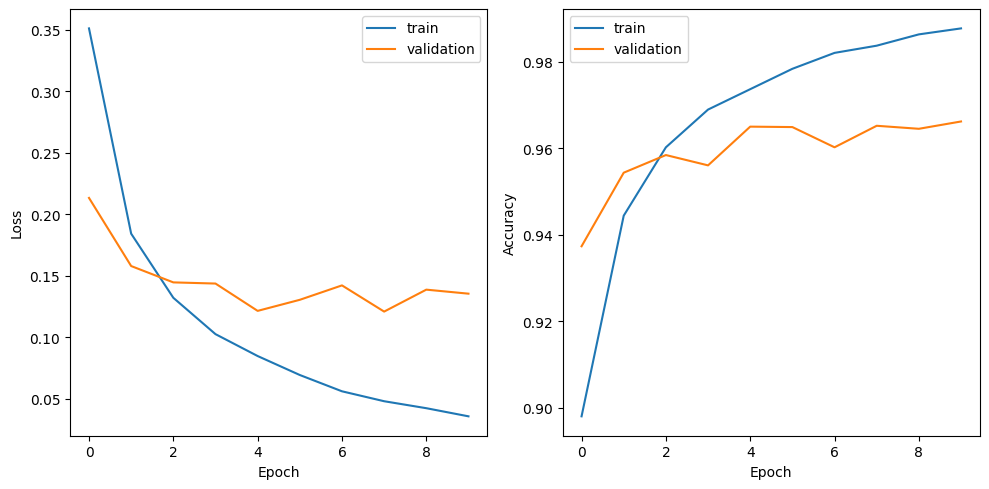 train
validation
0.35
0.30
0.25
0.20
0.15
0.10
0.05
Loss
0 2 4 6 8
Epoch
train
validation
0.98
0.96
0.94
0.92
0.90
Accuracy
0 2 4 6 8
Epoch